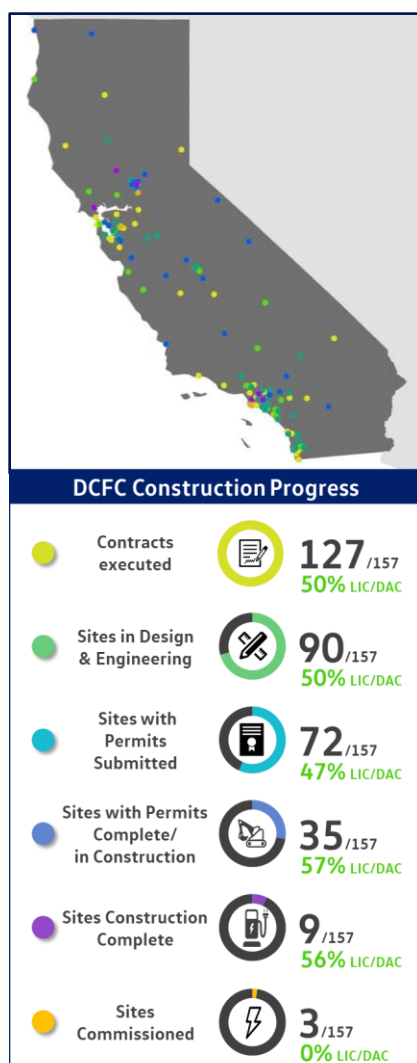 DCFC Construction Progress
Contracts
executed
127/157
50% LIC/DAC
Sites in Design
& Engineering
90/157
50% LIC/DAC
Sites with
Permits
Submitted
72/157
47% LIC/DAC
Sites with Permits
Complete/
in Construction
35/157
57% LIC/DAC
Sites Construction
Complete
9/157
56% LIC/DAC
Sites
Commissioned
3/157
0% LIC/DAC